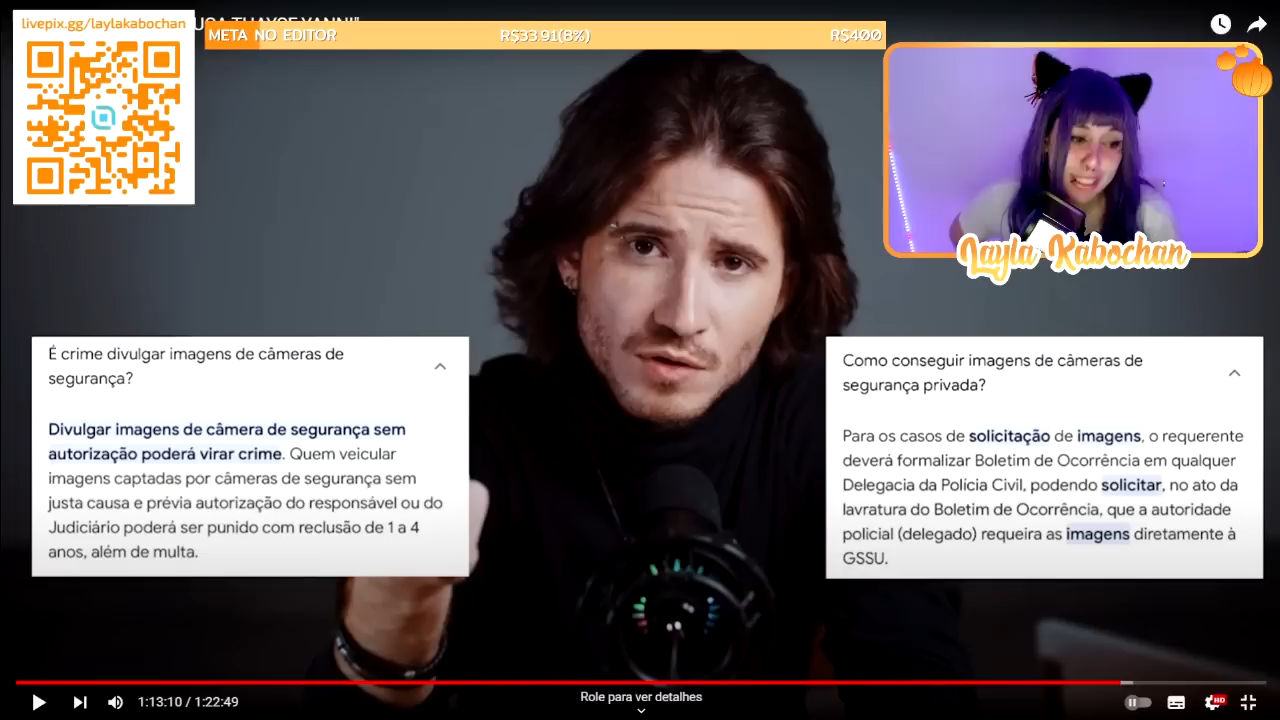 livepix.gg/laylakabochan
META NO EDITOR
R$33.91(8%)
R$400
Layla Kabochan
É crime divulgar imagens de câmeras de
segurança?
Divulgar imagens de câmera de segurança sem
autorização poderá virar crime. Quem veicular
imagens captadas por câmeras de segurança sem
justa causa e prévia autorização do responsável ou do
Judiciário poderá ser punido com reclusão de 1 a 4
anos, além de multa.
Como conseguir imagens de câmeras de
segurança privada?
Para os casos de solicitação de imagens, o requerente
deverá formalizar Boletim de Ocorrência em qualquer
Delegacia da Polícia Civil, podendo solicitar, no ato da
lavratura do Boletim de Ocorrência, que a autoridade
policial (delegado) requeira as imagens diretamente à
GSSU.
1:13:10 / 1:22:49
Role para ver detalhes
HD